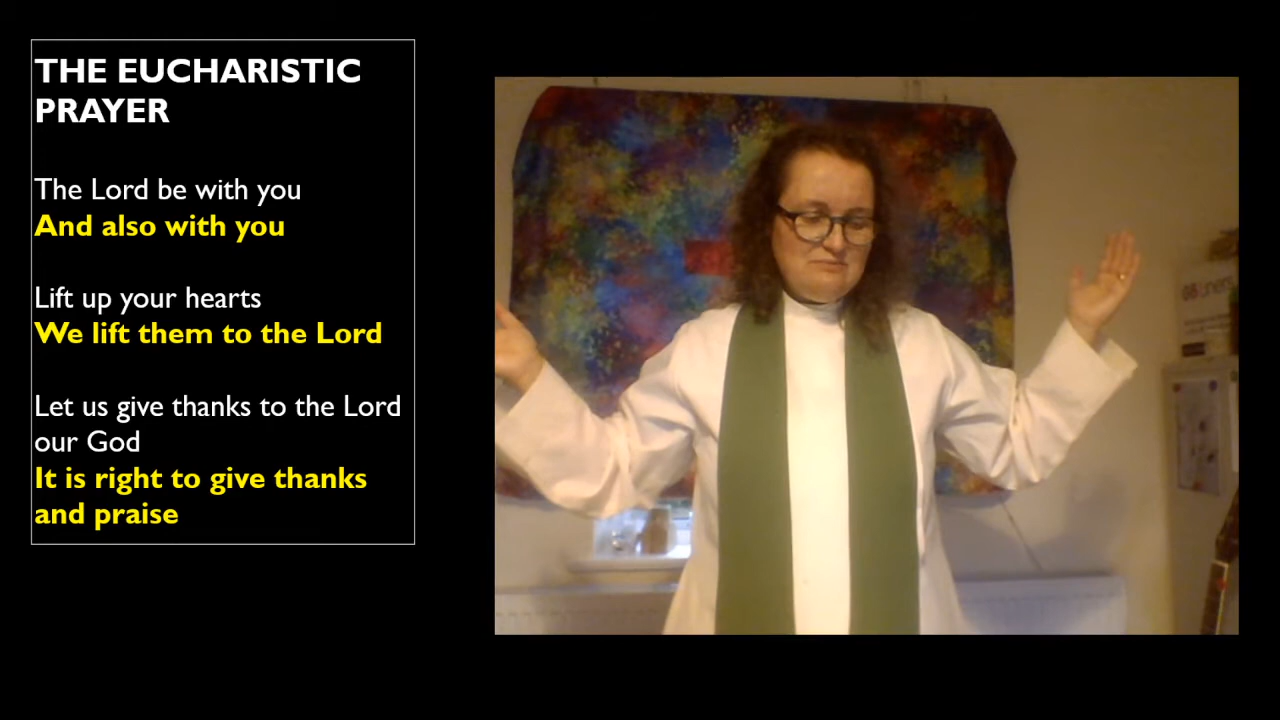 THE EUCHARISTIC
PRAYER
The Lord be with you
And also with you
Lift up your hearts
We lift them to the Lord
Let us give thanks to the Lord
our God
It is right to give thanks
and praise